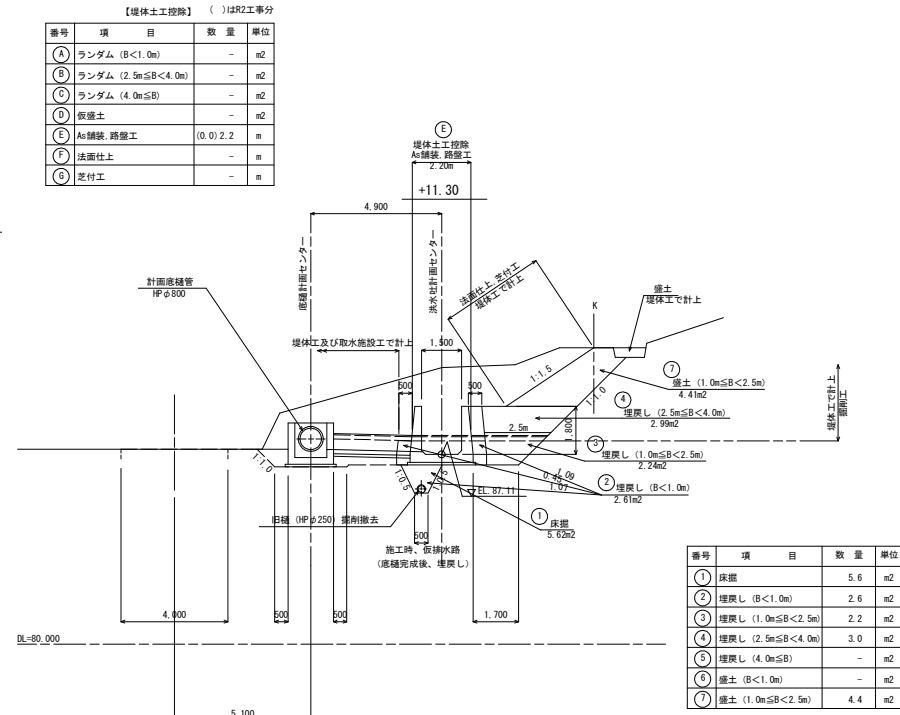 【堤体土工控除】 ( )はR2工事分
番号 項 目 数 量 単位
A ランダム (B<1.0m) - m2
B ランダム (2.5m≦B<4.0m) - m2
C ランダム (4.0m≦B) - m2
D 仮盛土 - m2
E As舗装,路盤工 (0.0)2.2 m
F 法面仕上 - m
G 芝付工 - m
E
堤体土工控除
As舗装,路盤工
2.20m
+11.30
4,900
底樋計画センター
洪水吐計画センター
計画底樋管
HPφ800
法面仕上,芝付工
堤体工で計上
K
盛土
堤体工で計上
堤体工及び取水施設工で計上
1,500
1:1.5
1:1.0
7
盛土 (1.0m≦B<2.5m)
4.41m2
堤体工で計上
掘削工
500
500
4
埋戻し (2.5m≦B<4.0m)
2.99m2
2.5m
1,800
3
埋戻し (1.0m≦B<2.5m)
2.24m2
1:1.0
1:0.5
1:0.5
0.45
1.09
1.07
2
埋戻し (B<1.0m)
2.61m2
EL.87.11
旧樋 (HPφ250) 掘削撤去
500
1
床掘
5.62m2
施工時、仮排水路
(底樋完成後、埋戻し)
4,000
500
500
1,700
DL=80.000
5,100
番号 項 目 数 量 単位
1 床掘 5.6 m2
2 埋戻し (B<1.0m) 2.6 m2
3 埋戻し (1.0m≦B<2.5m) 2.2 m2
4 埋戻し (2.5m≦B<4.0m) 3.0 m2
5 埋戻し (4.0m≦B) - m2
6 盛土 (B<1.0m) - m2
7 盛土 (1.0m≦B<2.5m) 4.4 m2